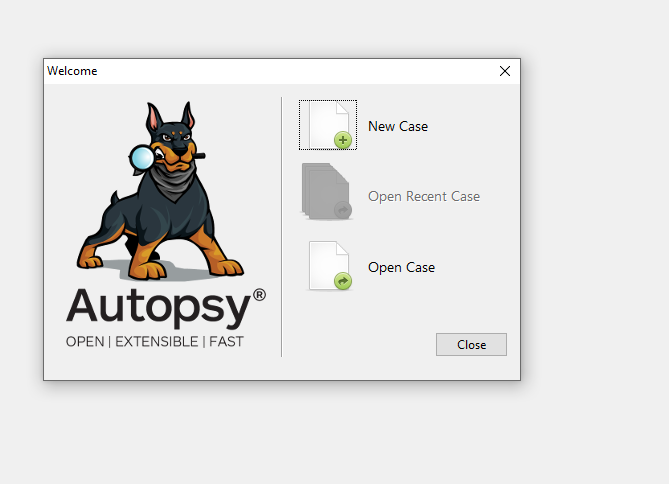 Welcome
New Case
Open Recent Case
Open Case
Autopsy®
OPEN | EXTENSIBLE | FAST
Close